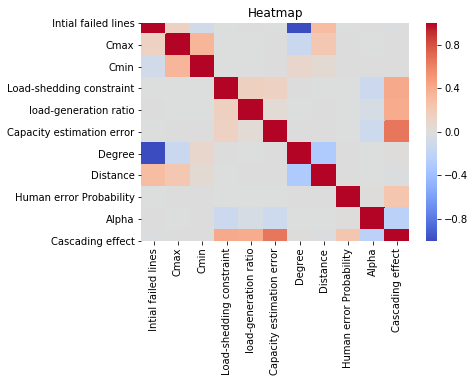 Heatmap
Intial failed lines
Cmax
Cmin
Load-shedding constraint
load-generation ratio
Capacity estimation error
Degree
Distance
Human error Probability
Alpha
Cascading effect
Intial failed lines
Cmax
Cmin
Load-shedding constraint
load-generation ratio
Capacity estimation error
Degree
Distance
Human error Probability
Alpha
Cascading effect
0.8
0.4
0.0
−0.4
−0.8